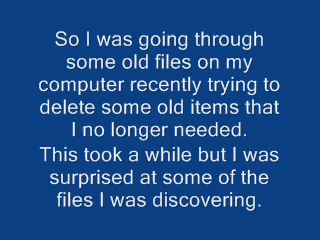 So I was going through
some old files on my
computer recently trying to
delete some old items that
I no longer needed.
This took a while but I was
surprised at some of the
files I was discovering.